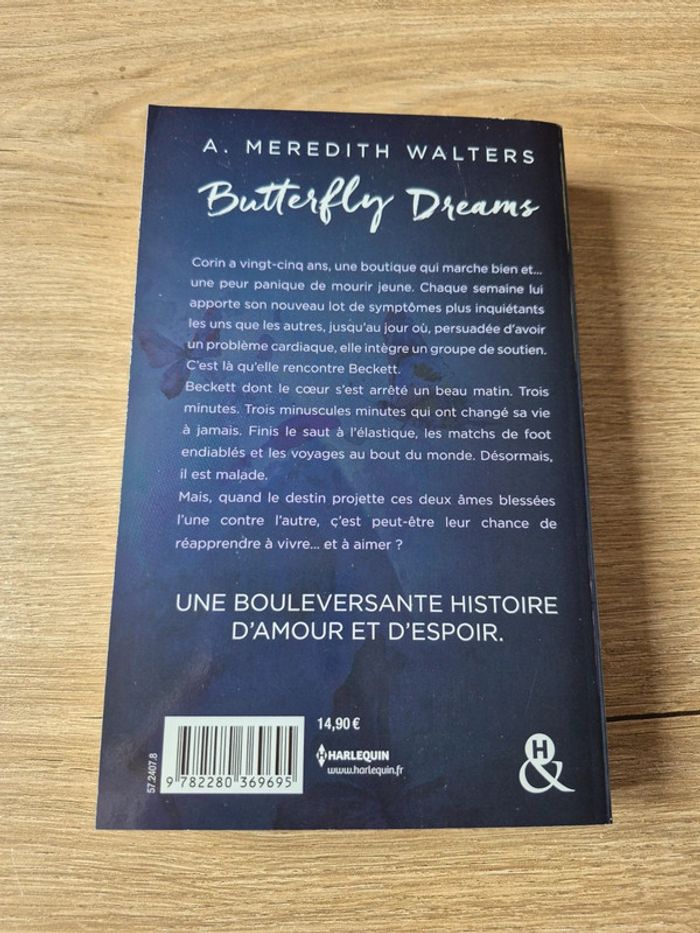 A. MEREDITH WALTERS
Butterfly Dreams
Corin a vingt-cinq ans, une boutique qui marche bien et...
une peur panique de mourir jeune. Chaque semaine lui
apporte son nouveau lot de symptômes plus inquiétants
les uns que les autres, jusqu'au jour où, persuadée d'avoir
un problème cardiaque, elle intègre un groupe de soutien.
C'est là qu'elle rencontre Beckett.
Beckett dont le cœur s'est arrêté un beau matin. Trois
minutes. Trois minuscules minutes qui ont changé sa vie
à jamais. Finis le saut à l'élastique, les matchs de foot
endiablés et les voyages au bout du monde. Désormais,
il est malade.
Mais, quand le destin projette ces deux âmes blessées
l'une contre l'autre, ç'est peut-être leur chance de
réapprendre à vivre... et à aimer ?
UNE BOULEVERSANTE HISTOIRE
D'AMOUR ET D'ESPOIR.
14,90 €
H HARLEQUIN
www.harlequin.fr
H
&
57.2407.8
9 782280 369695